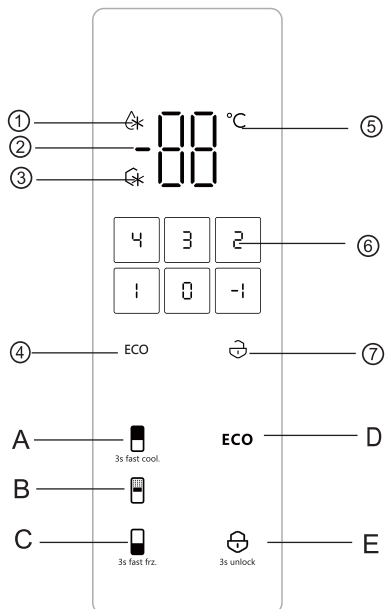 ① ⑤ °C
② -88
③
4 3 2 ⑥
1 0 -1
④ ECO ⑦
A ECO D
3s fast cool.
B
C E
3s fast frz. 3s unlock